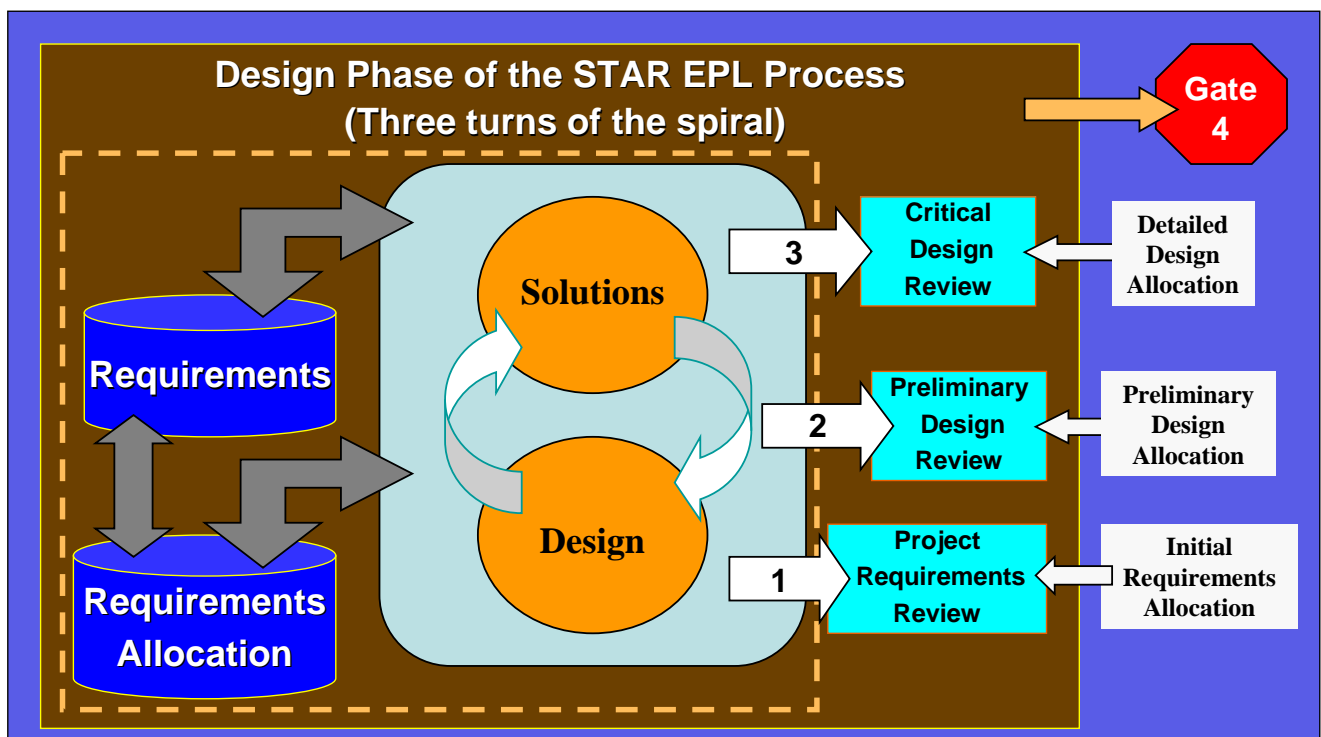 Design Phase of the STAR EPL Process
(Three turns of the spiral)
Gate
4
Requirements
Requirements
Allocation
Solutions
Design
3
Critical
Design
Review
Detailed
Design
Allocation
2
Preliminary
Design
Review
Preliminary
Design
Allocation
1
Project
Requirements
Review
Initial
Requirements
Allocation